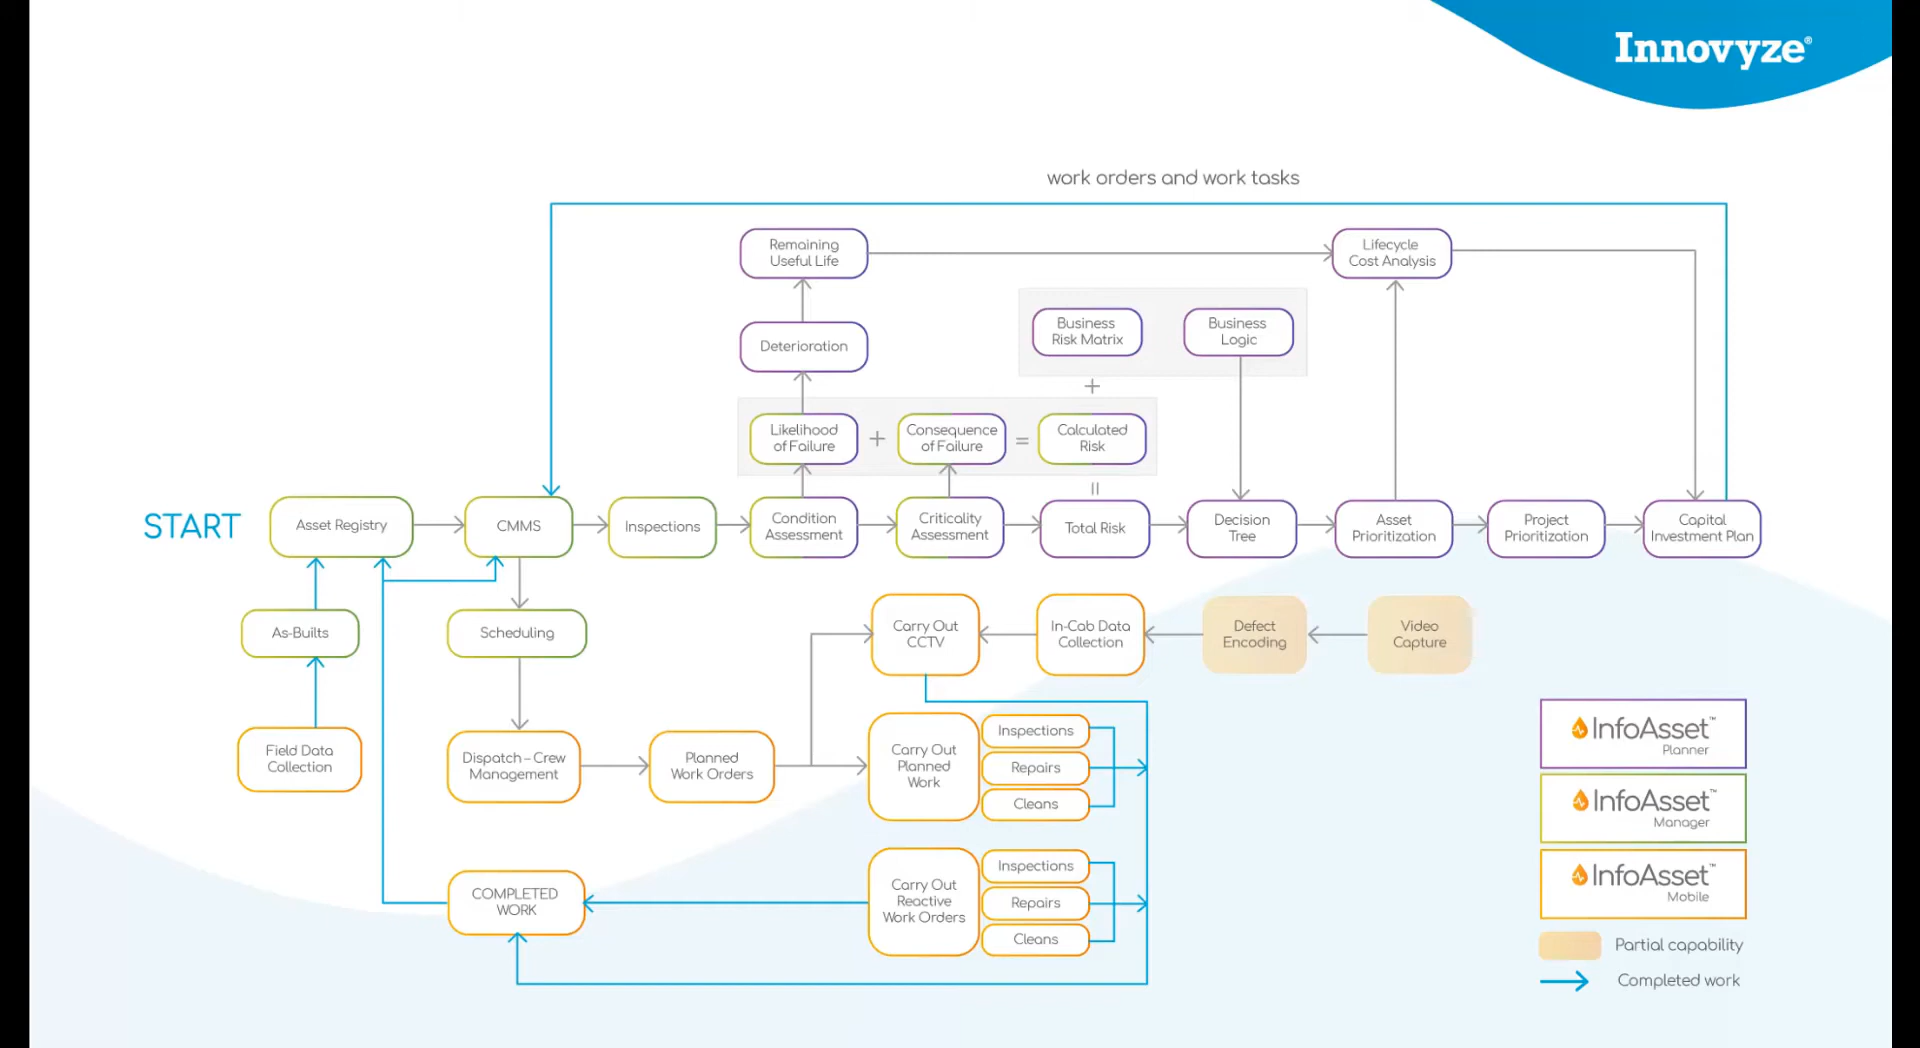 Innovyze®
work orders and work tasks
Remaining
Useful Life
Lifecycle
Cost Analysis
Business
Risk Matrix
Business
Logic
Deterioration
+
Likelihood
of Failure
+
Consequence
of Failure
=
Calculated
Risk
=
START
Asset Registry
CMMS
Inspections
Condition
Assessment
Criticality
Assessment
Total Risk
Decision
Tree
Asset
Prioritization
Project
Prioritization
Capital
Investment Plan
As-Builts
Scheduling
Carry Out
CCTV
In-Cab Data
Collection
Defect
Encoding
Video
Capture
Field Data
Collection
Dispatch – Crew
Management
Planned
Work Orders
Carry Out
Planned
Work
Inspections
Repairs
Cleans
COMPLETED
WORK
Carry Out
Reactive
Work Orders
Inspections
Repairs
Cleans
InfoAsset™
Planner
InfoAsset™
Manager
InfoAsset™
Mobile
Partial capability
Completed work